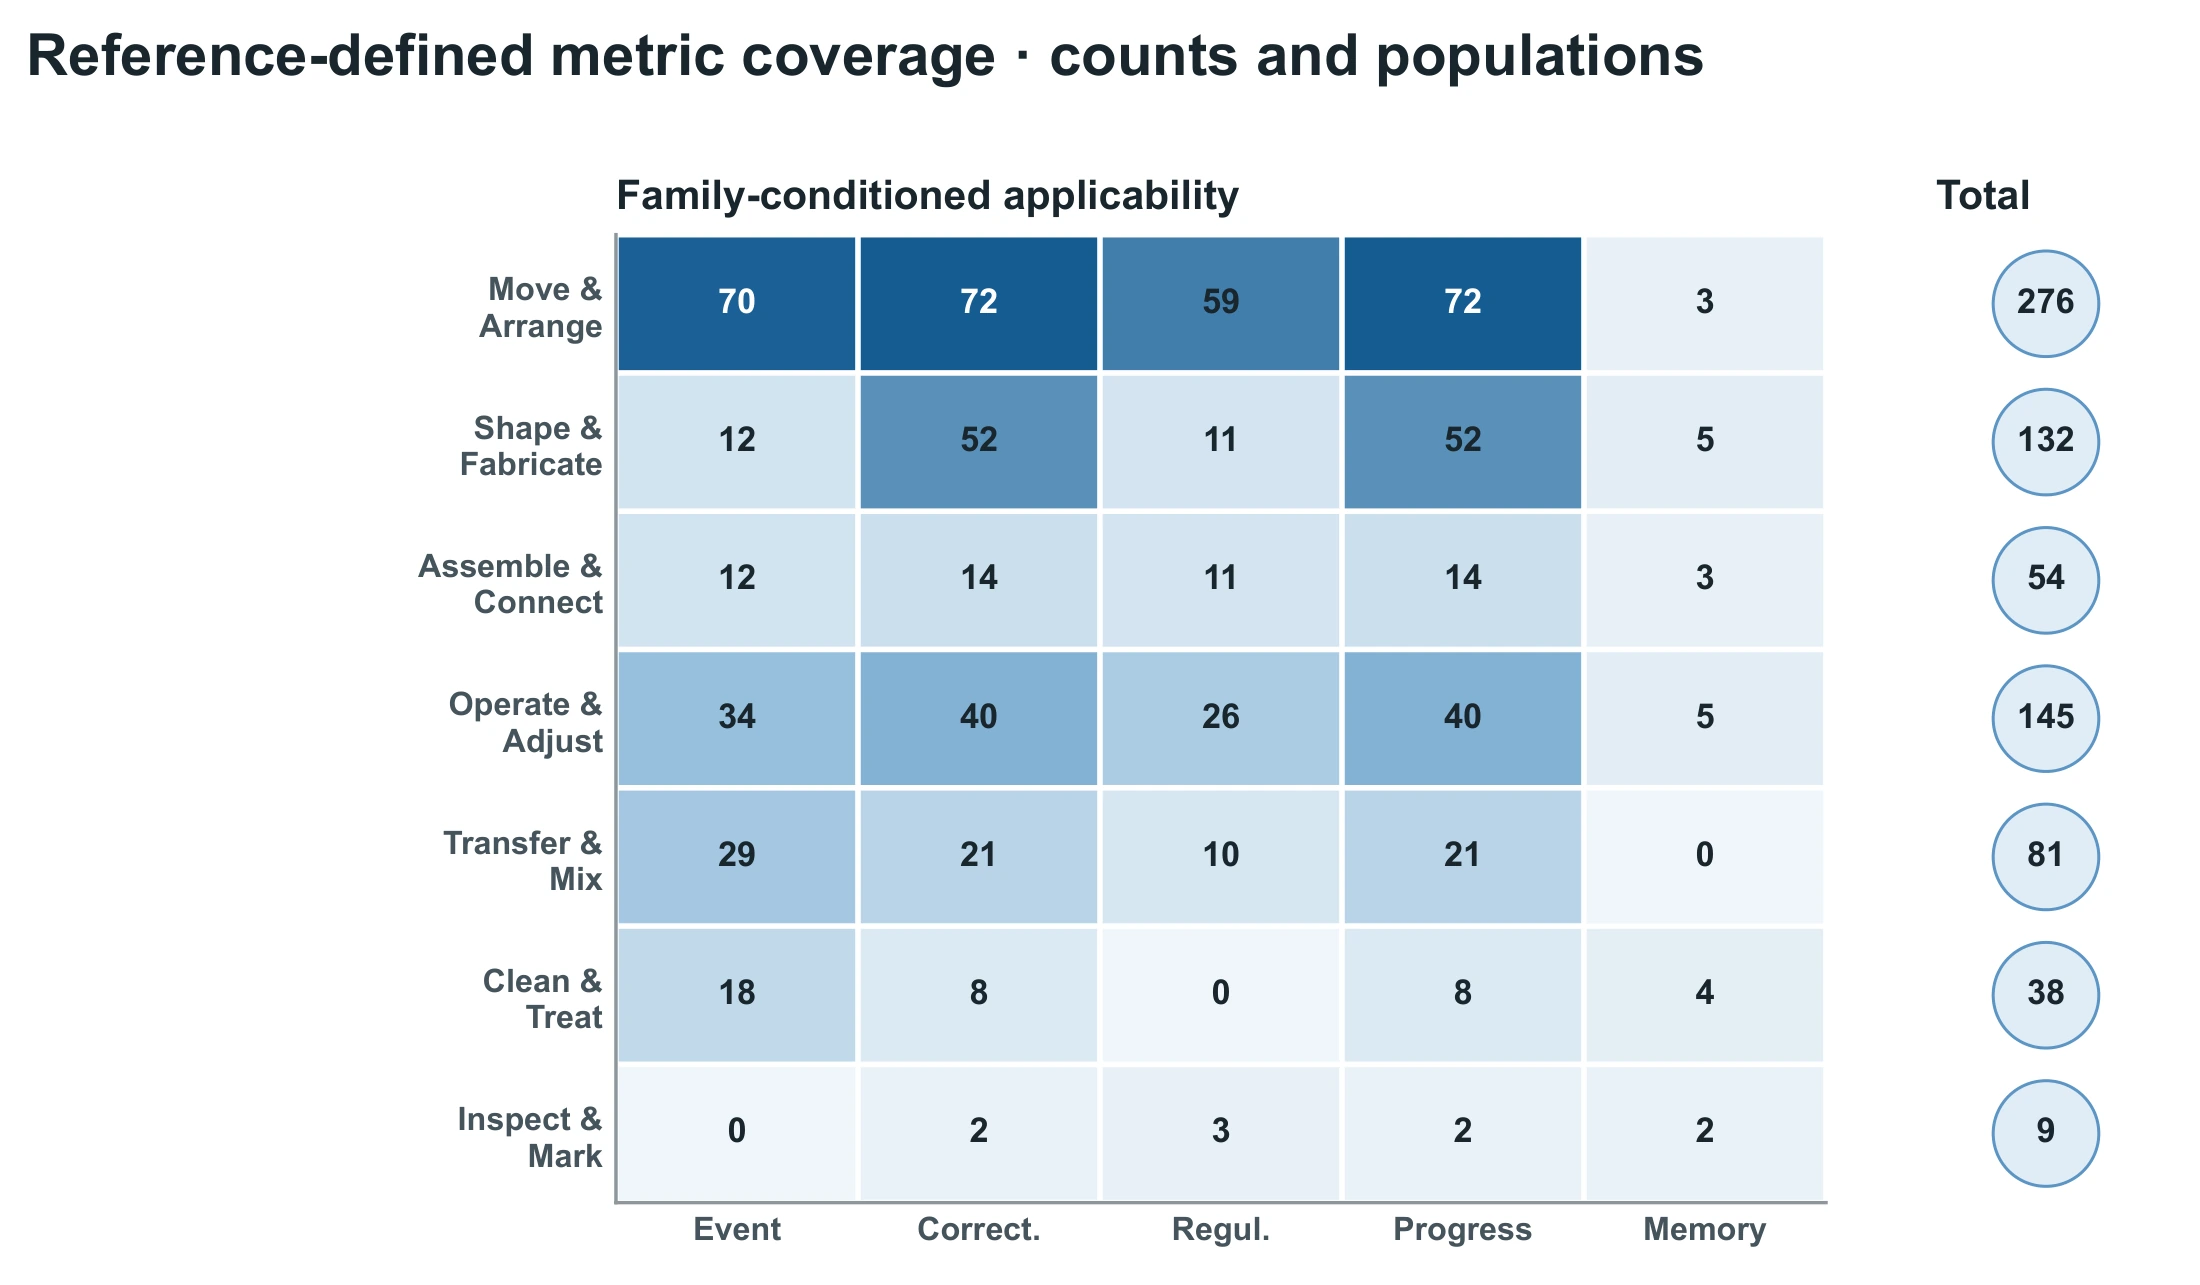 Reference-defined metric coverage · counts and populations
Family-conditioned applicability Total
Move &
Arrange
70 72 59 72 3 276
Shape &
Fabricate
12 52 11 52 5 132
Assemble &
Connect
12 14 11 14 3 54
Operate &
Adjust
34 40 26 40 5 145
Transfer &
Mix
29 21 10 21 0 81
Clean &
Treat
18 8 0 8 4 38
Inspect &
Mark
0 2 3 2 2 9
Event Correct. Regul. Progress Memory